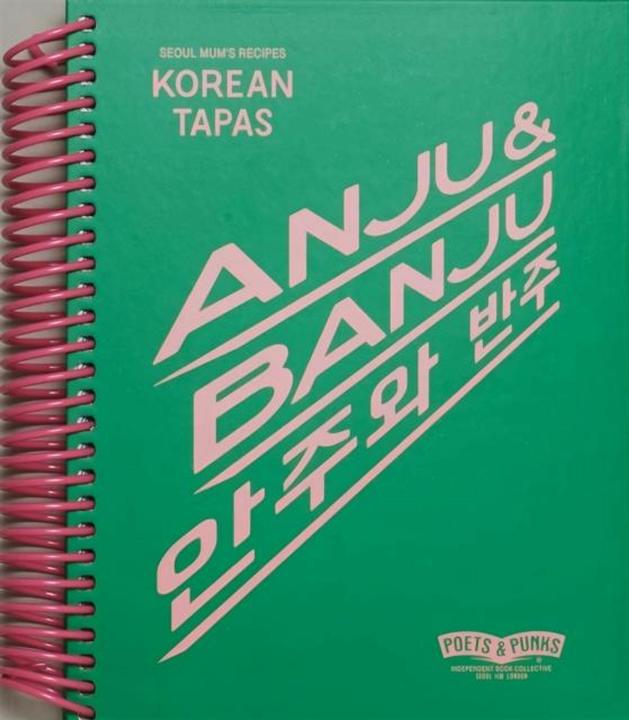 SEOUL MUM'S RECIPES
KOREAN
TAPAS
ANJU &
BANJU
안주와 반주
POETS & PUNKS
®
INDEPENDENT BOOK COLLECTIVE
SEOUL LONDON